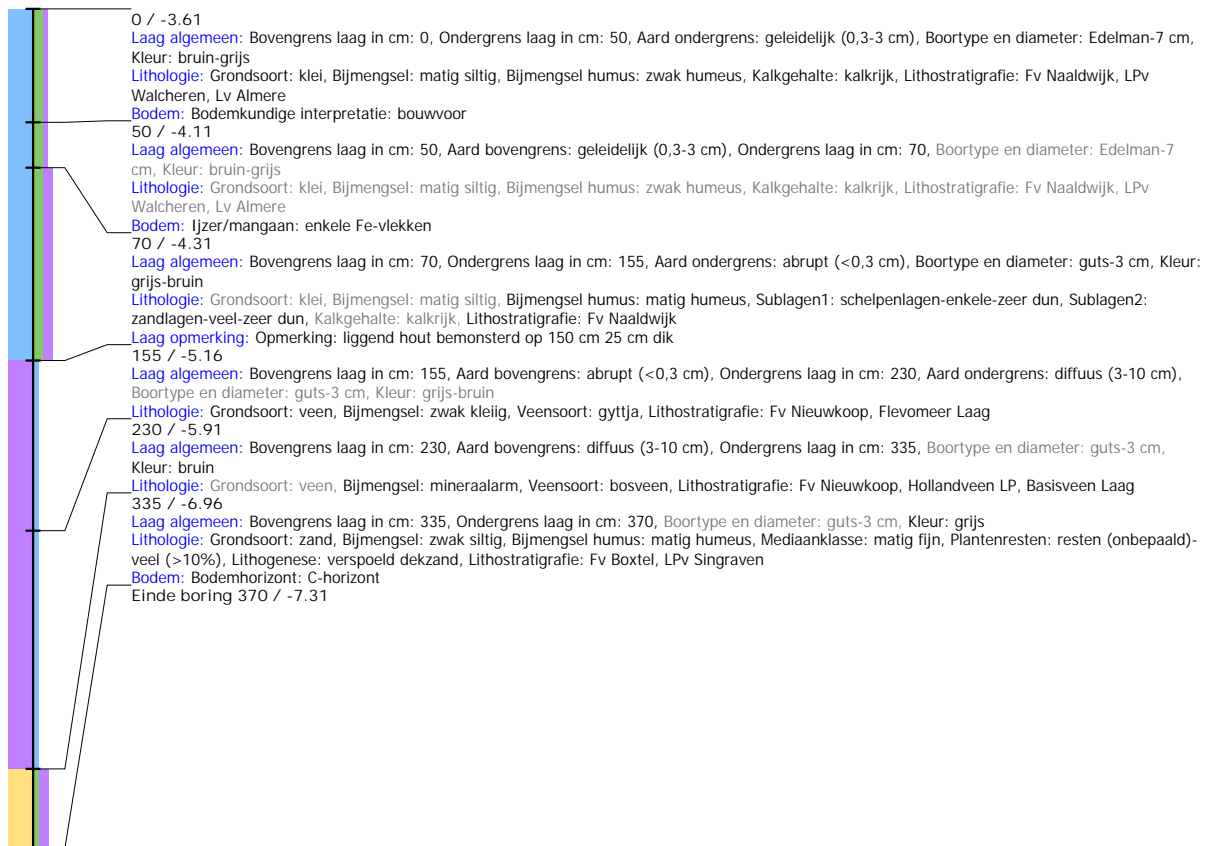 0 / -3.61
Laag algemeen: Bovengrens laag in cm: 0, Ondergrens laag in cm: 50, Aard ondergrens: geleidelijk (0,3-3 cm), Boortype en diameter: Edelman-7 cm,
Kleur: bruin-grijs
Lithologie: Grondsoort: klei, Bijmengsel: matig siltig, Bijmengsel humus: zwak humeus, Kalkgehalte: kalkrijk, Lithostratigrafie: Fv Naaldwijk, LPv
Walcheren, Lv Almere
Bodem: Bodemkundige interpretatie: bouwvoor
50 / -4.11
Laag algemeen: Bovengrens laag in cm: 50, Aard bovengrens: geleidelijk (0,3-3 cm), Ondergrens laag in cm: 70, Boortype en diameter: Edelman-7
cm, Kleur: bruin-grijs
Lithologie: Grondsoort: klei, Bijmengsel: matig siltig, Bijmengsel humus: zwak humeus, Kalkgehalte: kalkrijk, Lithostratigrafie: Fv Naaldwijk, LPv
Walcheren, Lv Almere
Bodem: Ijzer/mangaan: enkele Fe-vlekken
70 / -4.31
Laag algemeen: Bovengrens laag in cm: 70, Ondergrens laag in cm: 155, Aard ondergrens: abrupt (<0,3 cm), Boortype en diameter: guts-3 cm, Kleur:
grijs-bruin
Lithologie: Grondsoort: klei, Bijmengsel: matig siltig, Bijmengsel humus: matig humeus, Sublagen1: schelpenlagen-enkele-zeer dun, Sublagen2:
zandlagen-veel-zeer dun, Kalkgehalte: kalkrijk, Lithostratigrafie: Fv Naaldwijk
Laag opmerking: Opmerking: liggend hout bemonsterd op 150 cm 25 cm dik
155 / -5.16
Laag algemeen: Bovengrens laag in cm: 155, Aard bovengrens: abrupt (<0,3 cm), Ondergrens laag in cm: 230, Aard ondergrens: diffuus (3-10 cm),
Boortype en diameter: guts-3 cm, Kleur: grijs-bruin
Lithologie: Grondsoort: veen, Bijmengsel: zwak kleiig, Veensoort: gyttja, Lithostratigrafie: Fv Nieuwkoop, Flevomeer Laag
230 / -5.91
Laag algemeen: Bovengrens laag in cm: 230, Aard bovengrens: diffuus (3-10 cm), Ondergrens laag in cm: 335, Boortype en diameter: guts-3 cm,
Kleur: bruin
Lithologie: Grondsoort: veen, Bijmengsel: mineraalarm, Veensoort: bosveen, Lithostratigrafie: Fv Nieuwkoop, Hollandveen LP, Basisveen Laag
335 / -6.96
Laag algemeen: Bovengrens laag in cm: 335, Ondergrens laag in cm: 370, Boortype en diameter: guts-3 cm, Kleur: grijs
Lithologie: Grondsoort: zand, Bijmengsel: zwak siltig, Bijmengsel humus: matig humeus, Mediaanklasse: matig fijn, Plantenresten: resten (onbepaald)-
veel (>10%), Lithogenese: verspoeld dekzand, Lithostratigrafie: Fv Boxtel, LPv Singraven
Bodem: Bodemhorizont: C-horizont
Einde boring 370 / -7.31